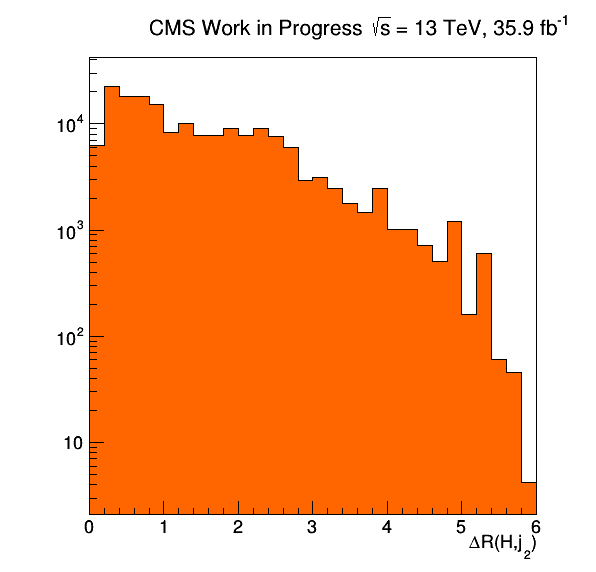 CMS Work in Progress √s = 13 TeV, 35.9 fb⁻¹
10⁴
10³
10²
10
0 1 2 3 4 5 6
ΔR(H,j₂)